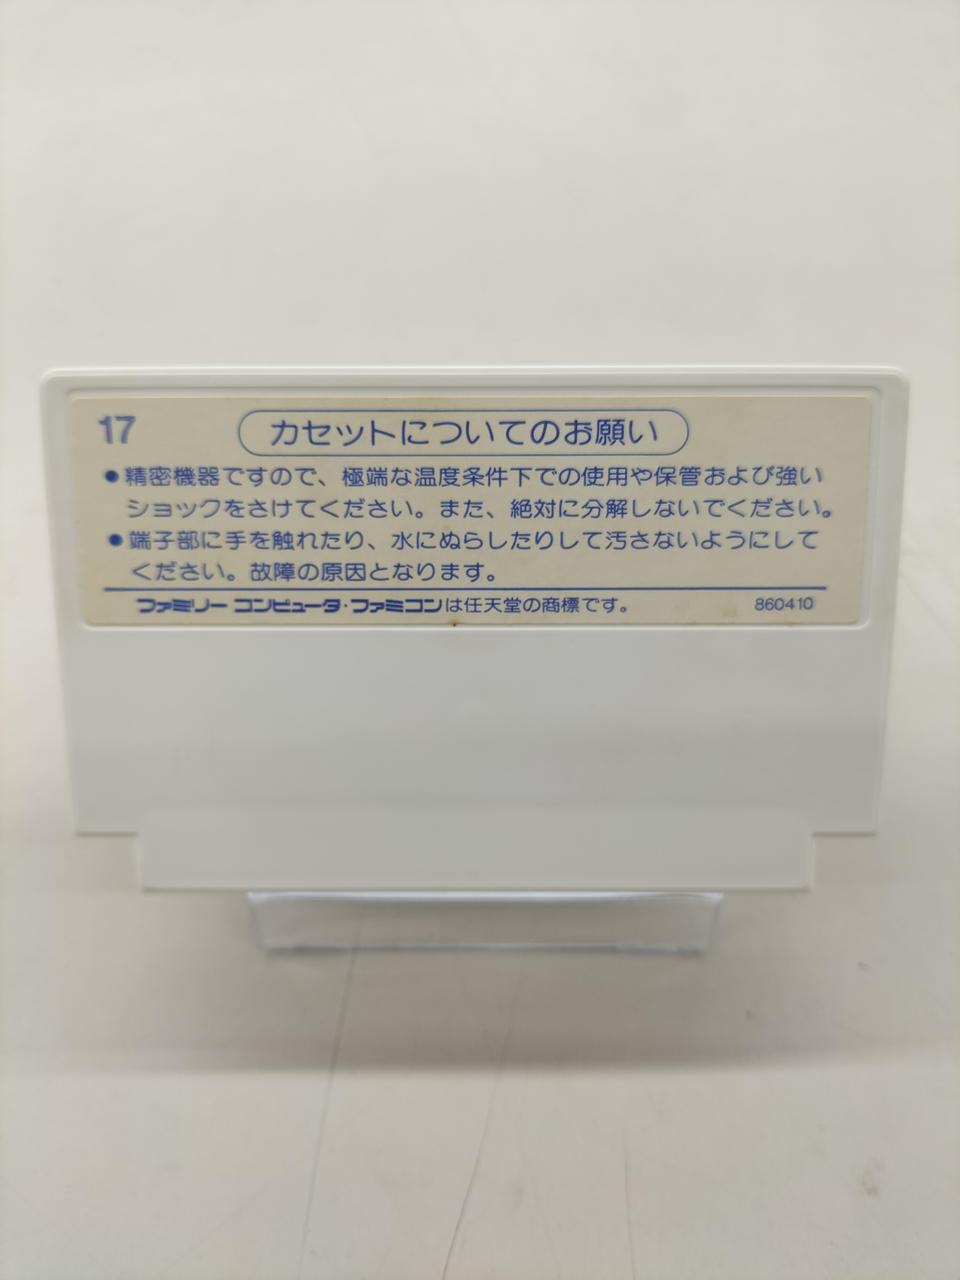 17
カセットについてのお願い
●精密機器ですので、極端な温度条件下での使用や保管および強い
ショックをさけてください。また、絶対に分解しないでください。
●端子部に手を触れたり、水にぬらしたりして汚さないようにして
ください。故障の原因となります。
ファミリー コンピュータ・ファミコンは任天堂の商標です。 860410